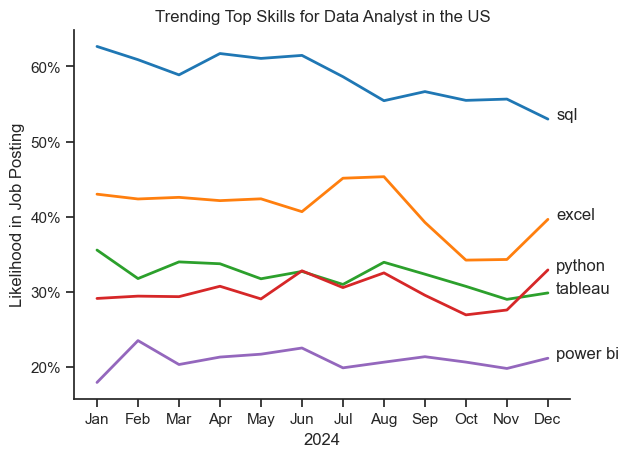 Trending Top Skills for Data Analyst in the US
Likelihood in Job Posting
60%
50%
40%
30%
20%
sql
excel
python
tableau
power bi
Jan Feb Mar Apr May Jun Jul Aug Sep Oct Nov Dec
2024